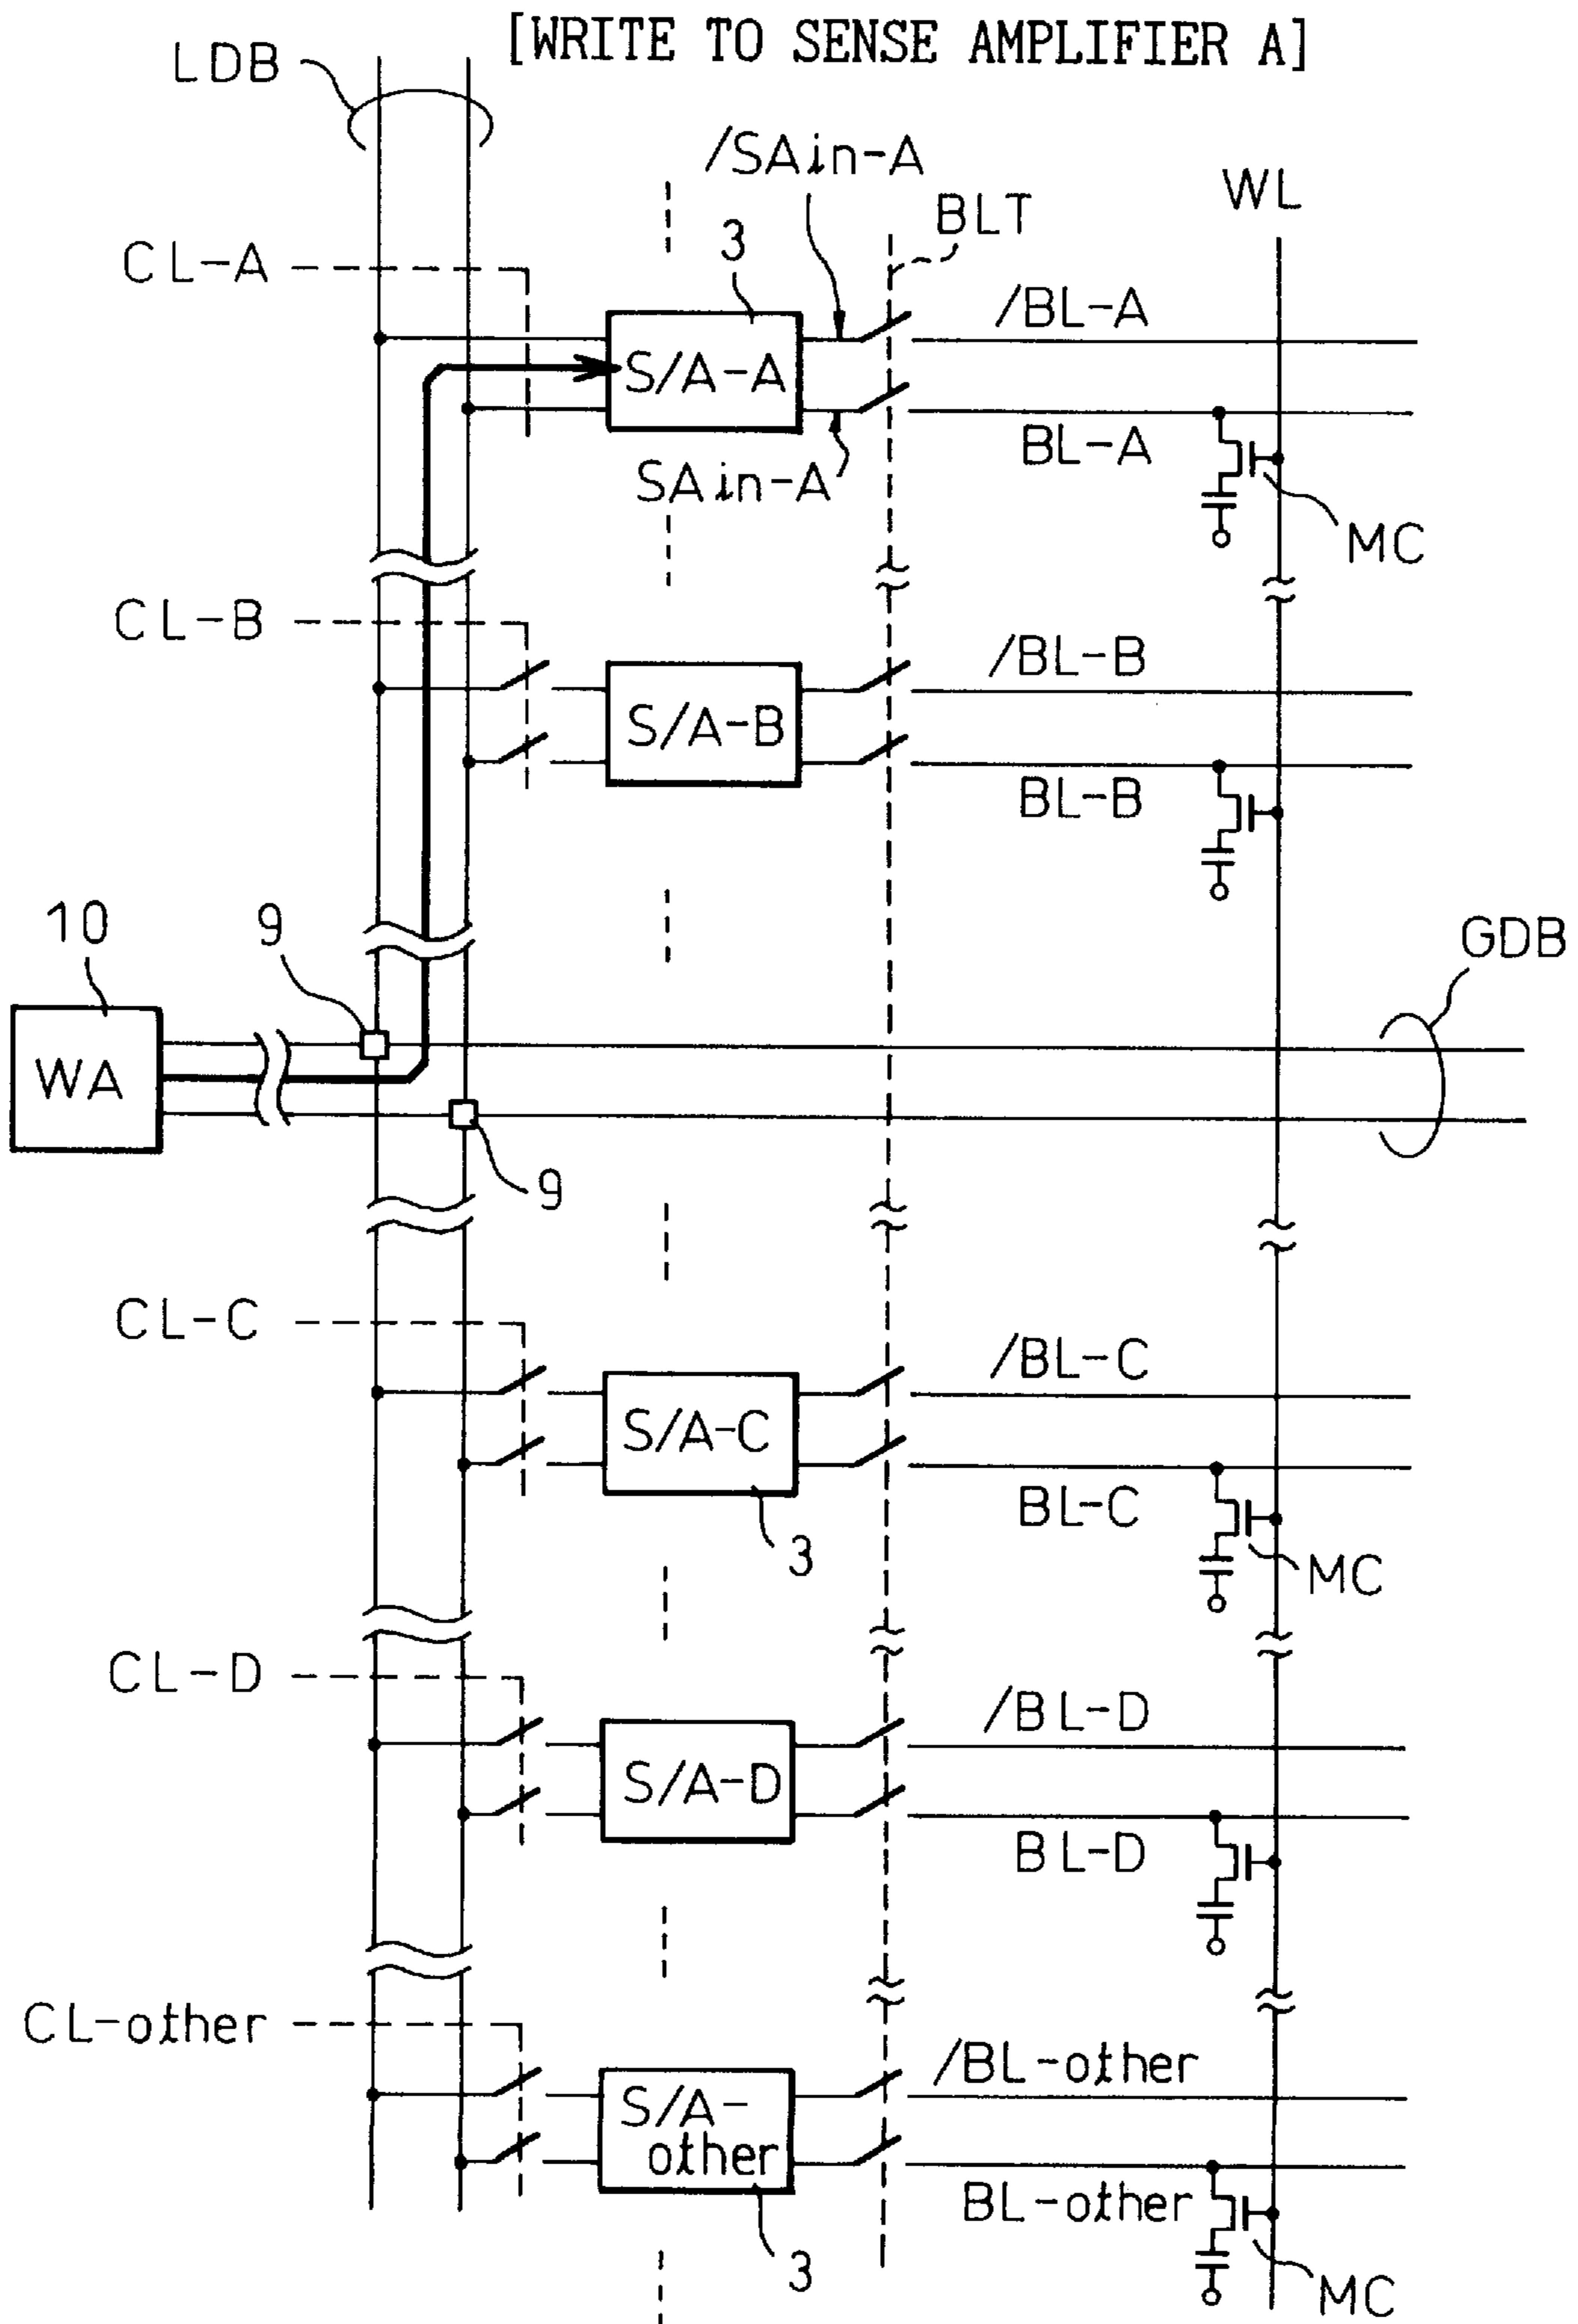 [WRITE TO SENSE AMPLIFIER A]
LDB
/SAin-A
WL
BLT
CL-A
3
/BL-A
S/A-A
BL-A
SAin-A
MC
CL-B
/BL-B
S/A-B
BL-B
10
9
GDB
WA
9
CL-C
/BL-C
S/A-C
BL-C
3
MC
CL-D
/BL-D
S/A-D
BL-D
CL-other
/BL-other
S/A-
other
BL-other
3
MC